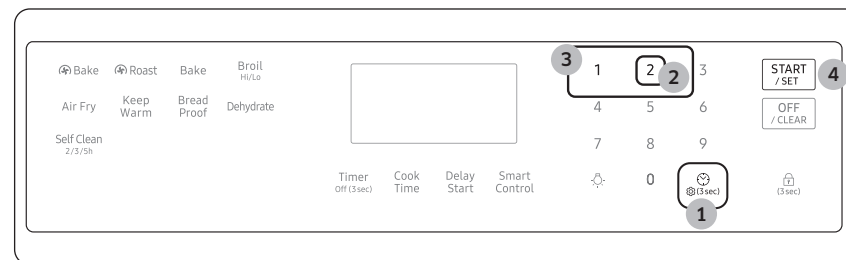 Bake Roast Bake Broil
Hi/Lo
Air Fry Keep Warm Bread Proof Dehydrate
Self Clean
2/3/5h
Timer
Off (3 sec)
Cook
Time
Delay
Start
Smart
Control
3
1 2 3
2
4 5 6
7 8 9
0
(3 sec)
1
START
/ SET
4
OFF
/ CLEAR
(3 sec)